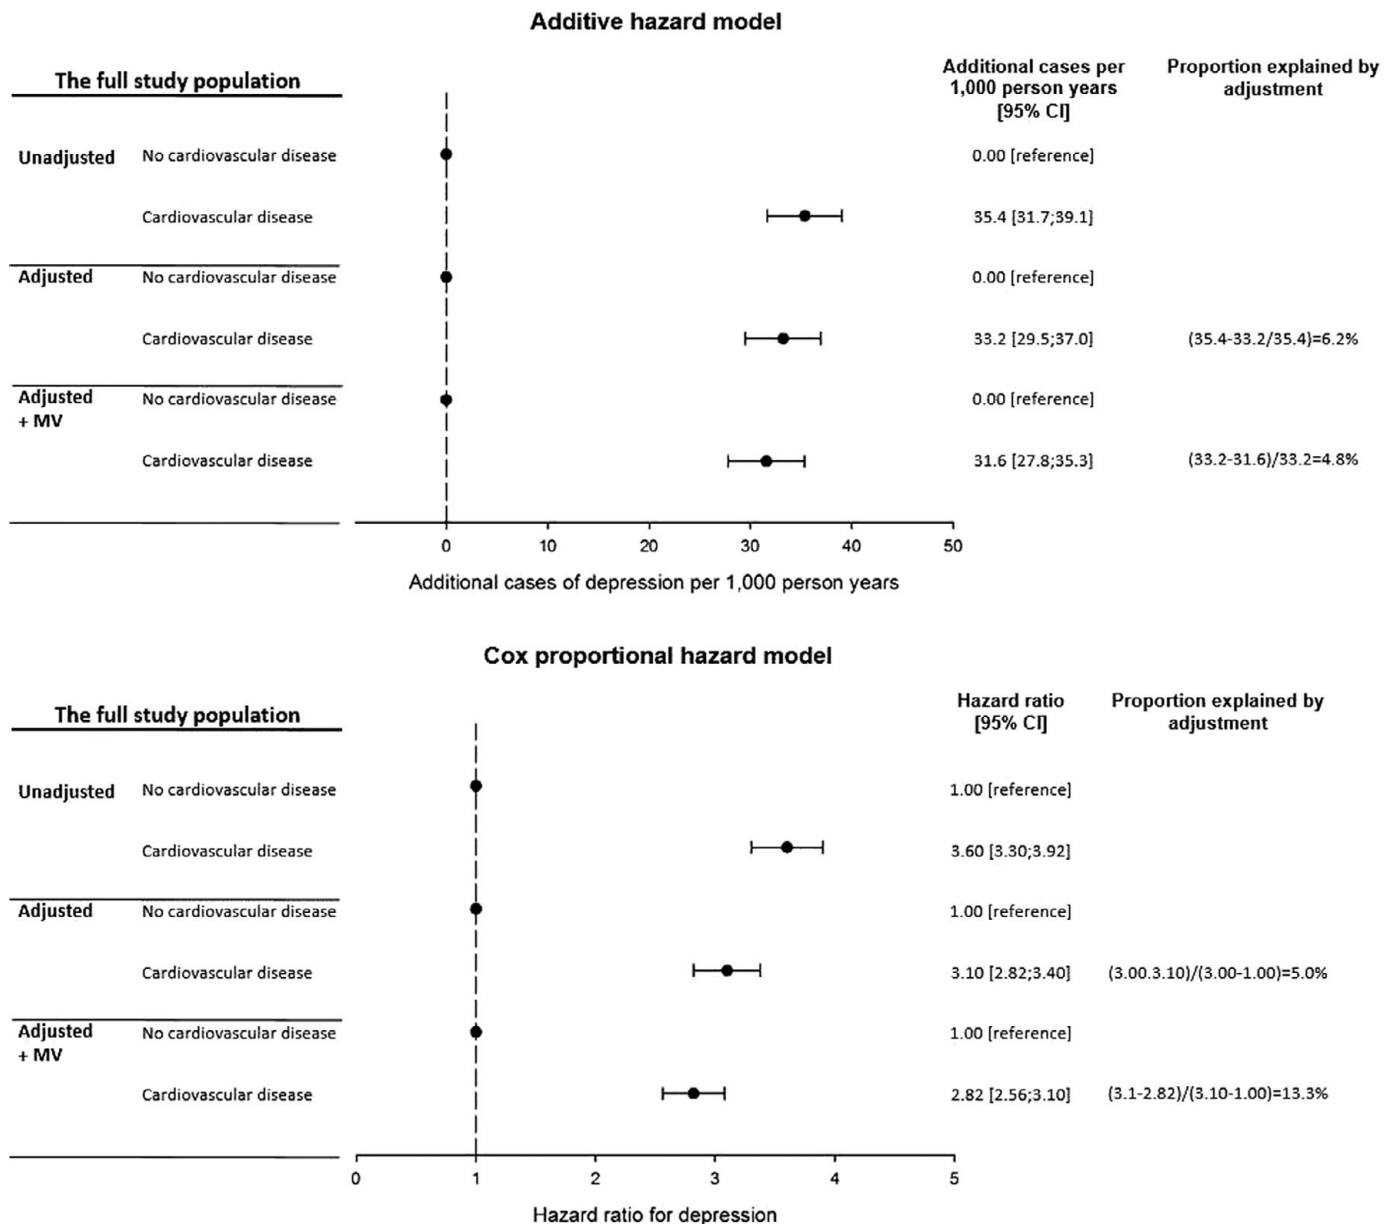 Additive hazard model
The full study population
Additional cases per
1,000 person years
[95% CI]
Proportion explained by
adjustment
Unadjusted No cardiovascular disease 0.00 [reference]
Cardiovascular disease 35.4 [31.7;39.1]
Adjusted No cardiovascular disease 0.00 [reference]
Cardiovascular disease 33.2 [29.5;37.0] (35.4-33.2/35.4)=6.2%
Adjusted No cardiovascular disease 0.00 [reference]
+ MV
Cardiovascular disease 31.6 [27.8;35.3] (33.2-31.6)/33.2=4.8%
0 10 20 30 40 50
Additional cases of depression per 1,000 person years
Cox proportional hazard model
The full study population
Hazard ratio
[95% CI]
Proportion explained by
adjustment
Unadjusted No cardiovascular disease 1.00 [reference]
Cardiovascular disease 3.60 [3.30;3.92]
Adjusted No cardiovascular disease 1.00 [reference]
Cardiovascular disease 3.10 [2.82;3.40] (3.00.3.10)/(3.00-1.00)=5.0%
Adjusted No cardiovascular disease 1.00 [reference]
+ MV
Cardiovascular disease 2.82 [2.56;3.10] (3.1-2.82)/(3.10-1.00)=13.3%
0 1 2 3 4 5
Hazard ratio for depression